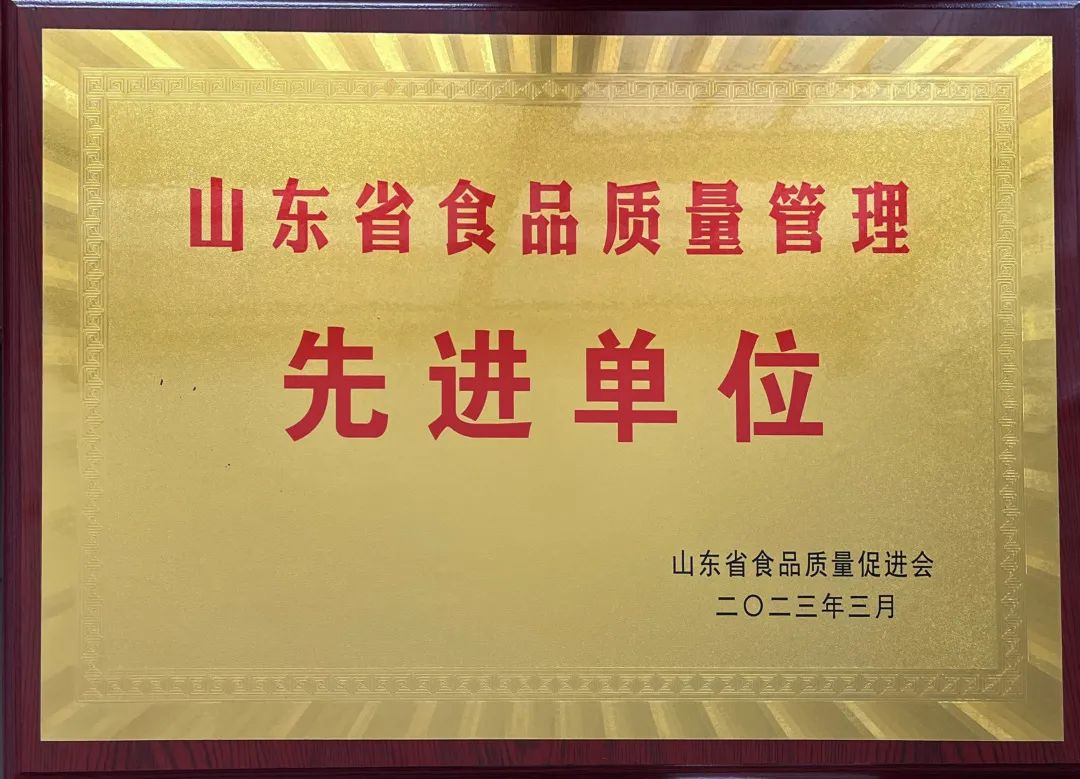 山东省食品质量管理
先进单位
山东省食品质量促进会
二〇二三年三月